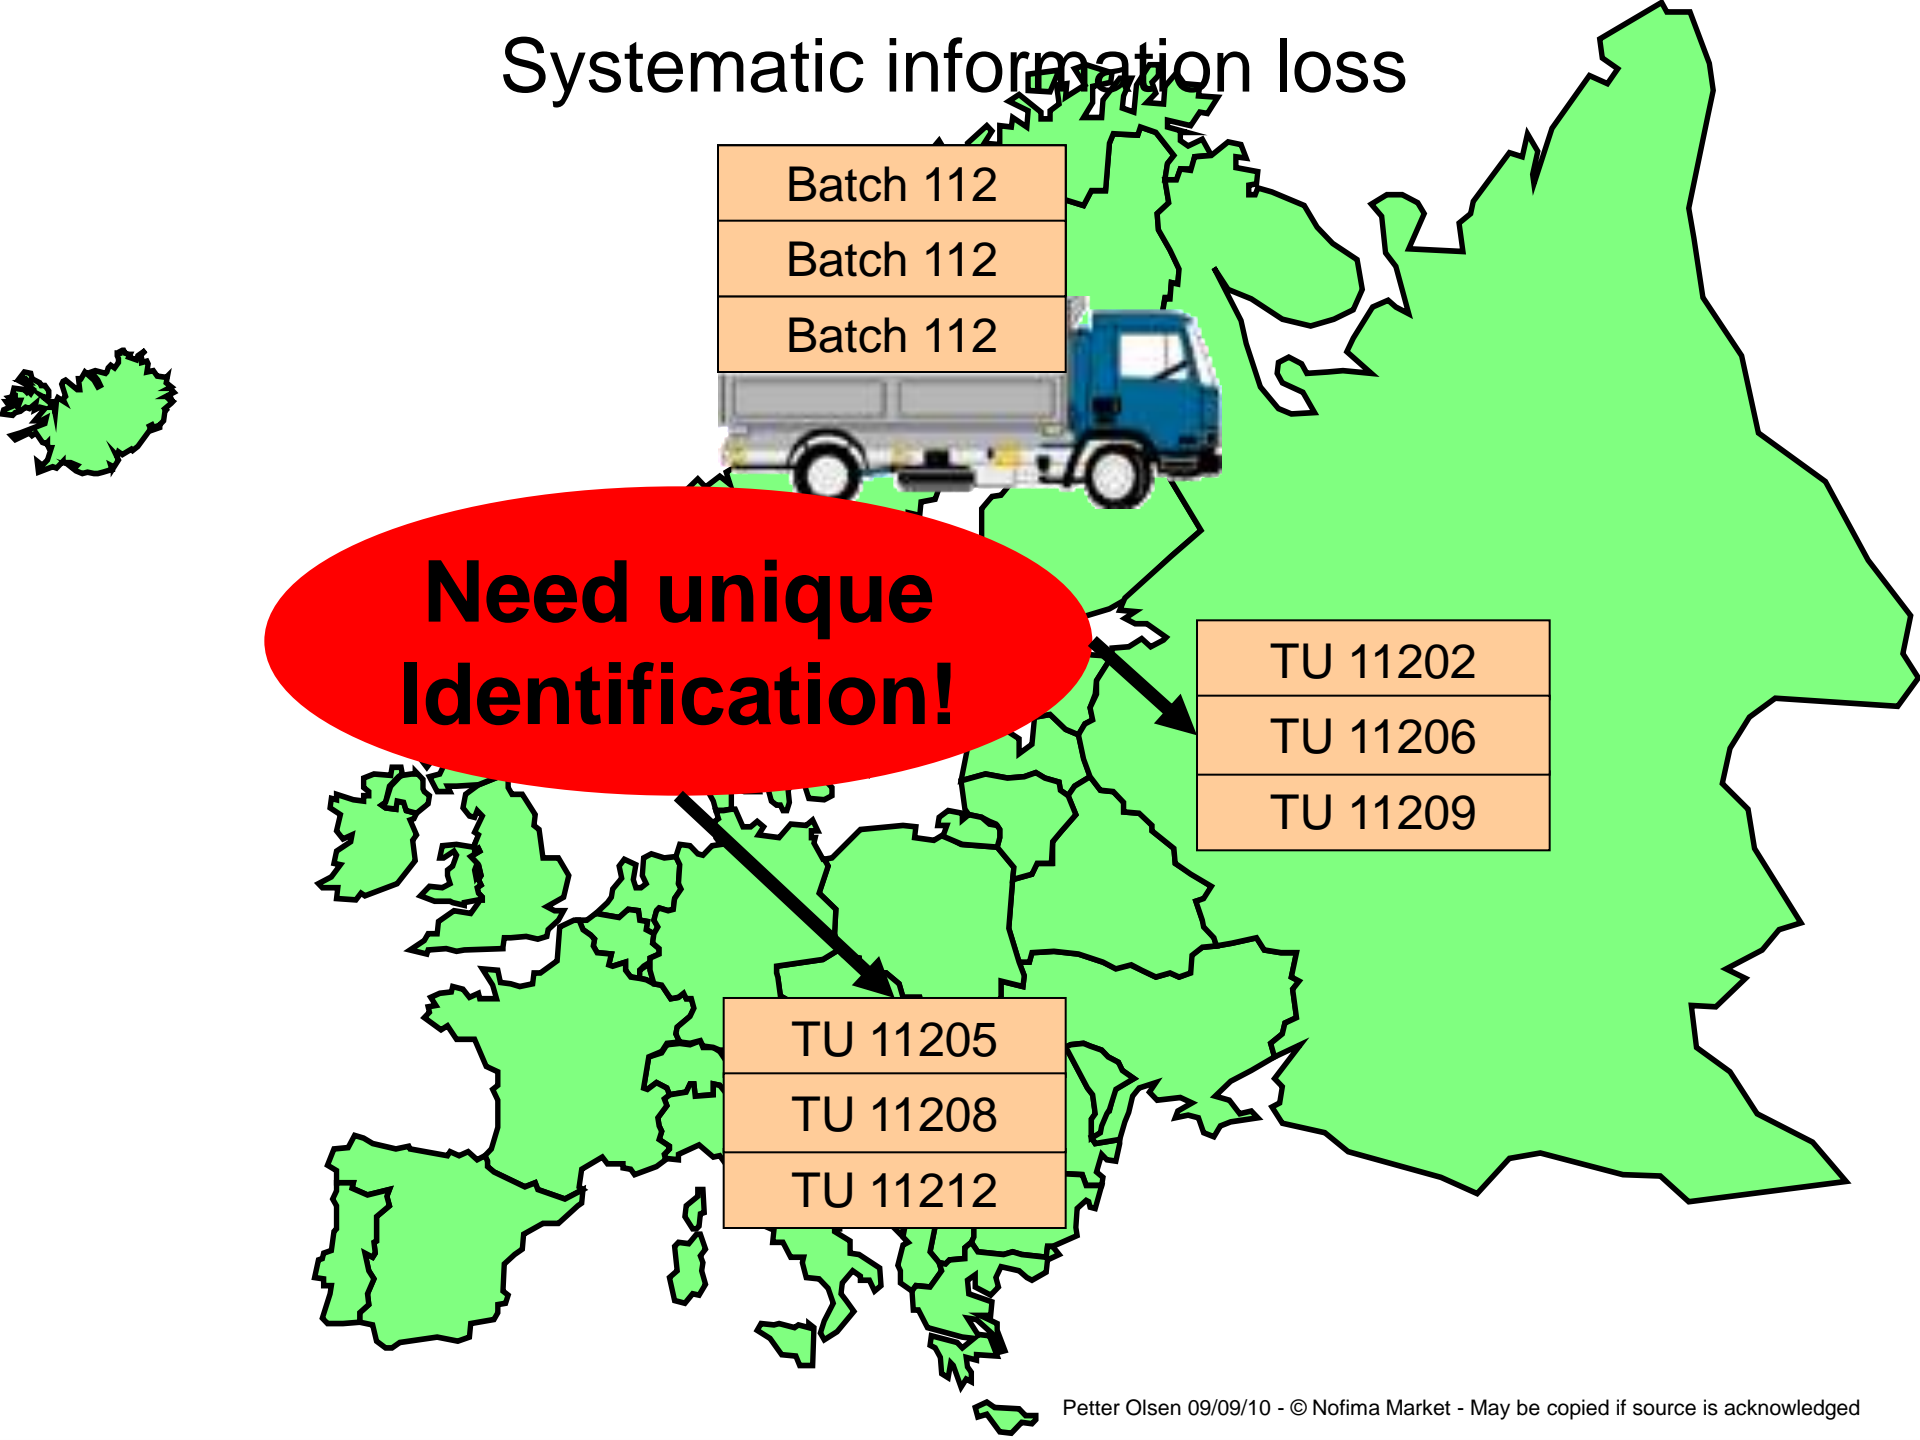 Systematic information loss
Batch 112
Batch 112
Batch 112
Need unique
Identification!
TU 11202
TU 11206
TU 11209
TU 11205
TU 11208
TU 11212
Petter Olsen 09/09/10 - © Nofima Market - May be copied if source is acknowledged